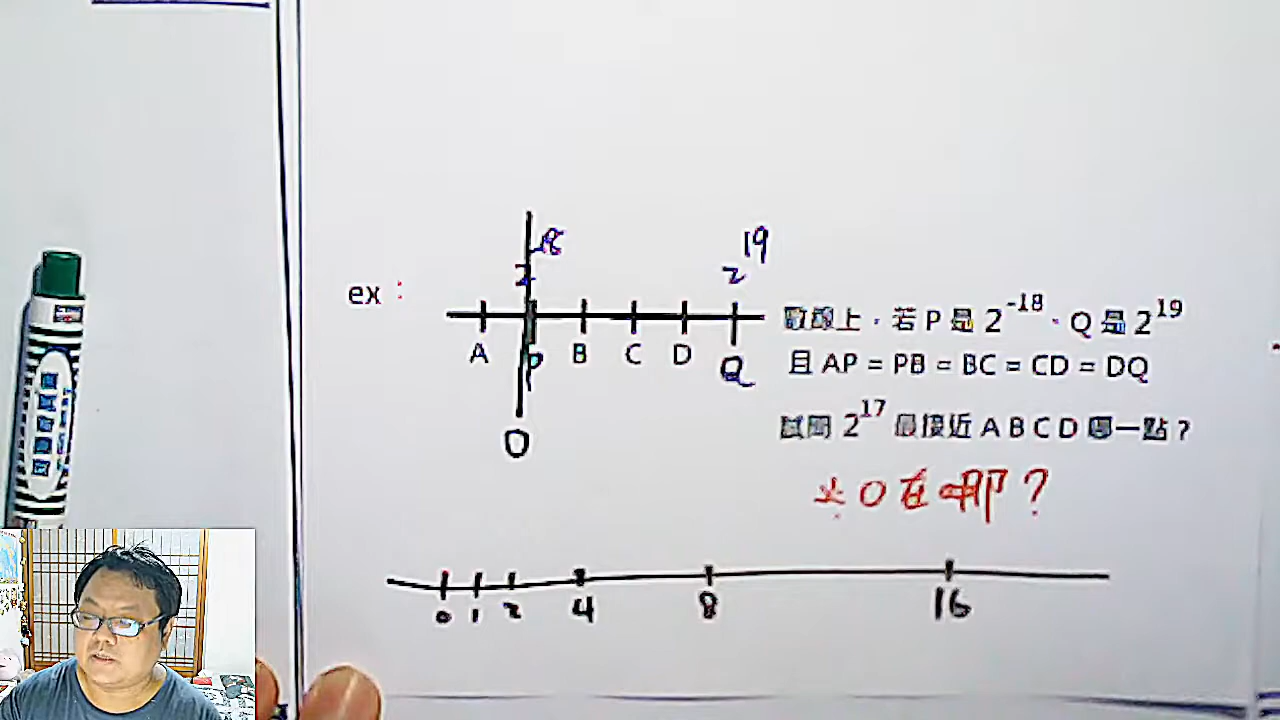 -18
2
19
2
ex：
A P B C D Q
O
數線上，若 P 是 2^-18、Q 是 2^19
且 AP = PB = BC = CD = DQ
試問 2^17 最接近 A B C D 哪一點？
O在哪？
0 1 2 4 8 16